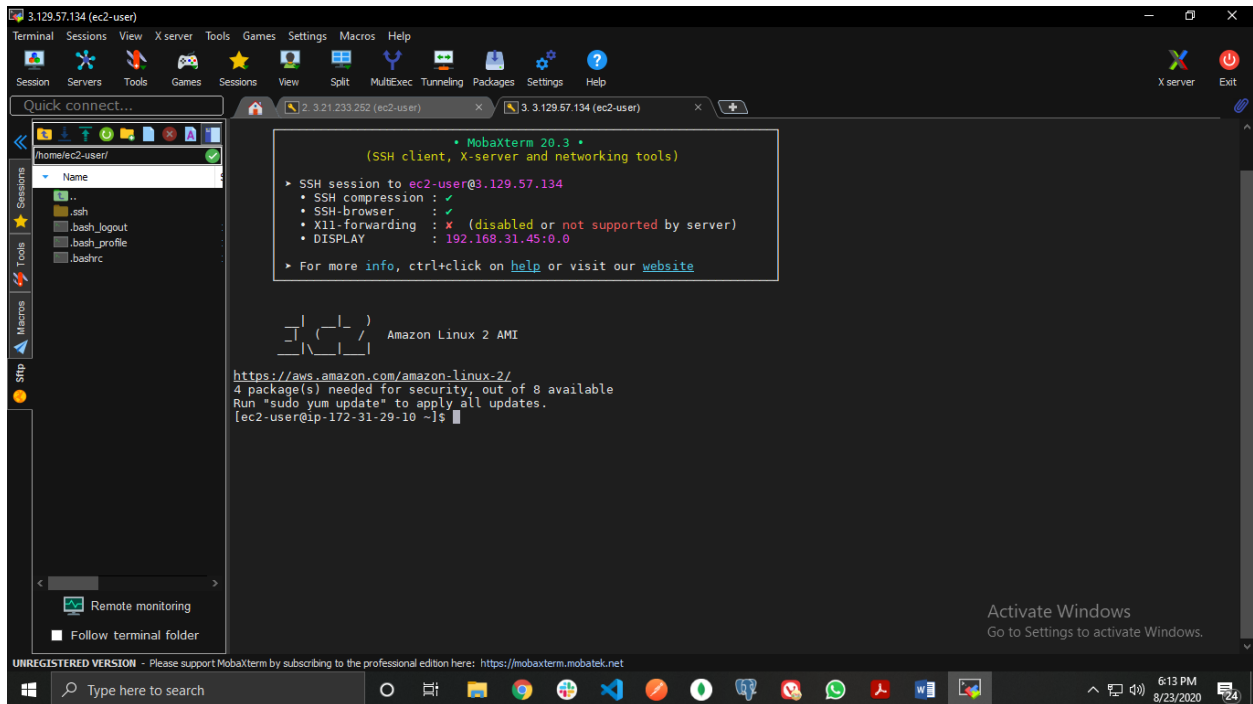 3.129.57.134 (ec2-user)
Terminal Sessions View X server Tools Games Settings Macros Help
Session Servers Tools Games Sessions View Split MultiExec Tunneling Packages Settings Help X server Exit
Quick connect...
2. 3.21.233.252 (ec2-user)
3. 3.129.57.134 (ec2-user)
/home/ec2-user/
Name
..
.ssh
.bash_logout
.bash_profile
.bashrc
Sessions
Tools
Macros
Sftp
Remote monitoring
Follow terminal folder
• MobaXterm 20.3 •
(SSH client, X-server and networking tools)
➤ SSH session to ec2-user@3.129.57.134
• SSH compression : ✔
• SSH-browser : ✔
• X11-forwarding : ✘ (disabled or not supported by server)
• DISPLAY : 192.168.31.45:0.0
➤ For more info, ctrl+click on help or visit our website
__| __|_ )
_| ( / Amazon Linux 2 AMI
___|\___|___|
https://aws.amazon.com/amazon-linux-2/
4 package(s) needed for security, out of 8 available
Run "sudo yum update" to apply all updates.
[ec2-user@ip-172-31-29-10 ~]$
Activate Windows
Go to Settings to activate Windows.
UNREGISTERED VERSION - Please support MobaXterm by subscribing to the professional edition here: https://mobaxterm.mobatek.net
Type here to search
6:13 PM
8/23/2020
24